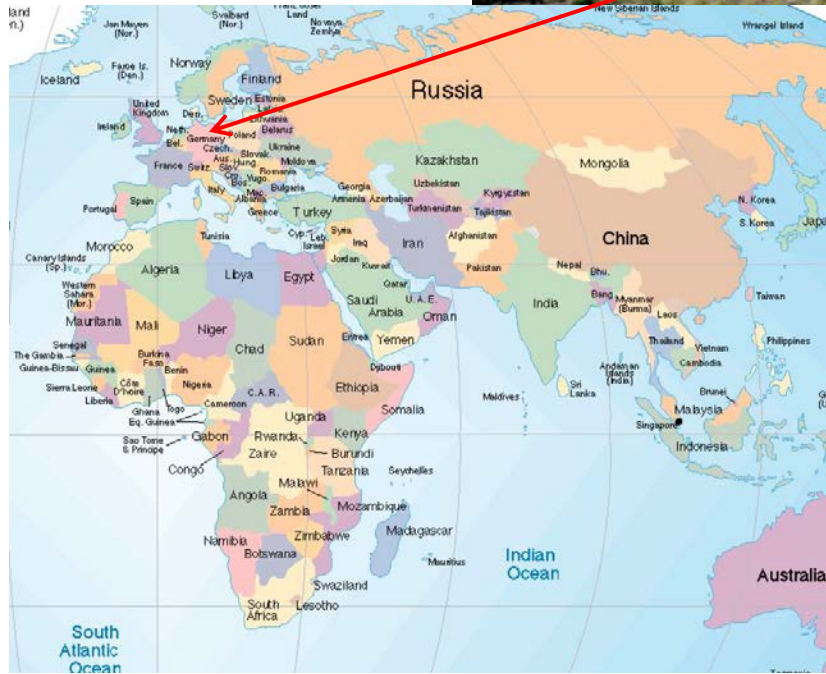 Svalbard
(Nor.)
Land
Novaya
Zemlya
New Siberian Islands
Wrangel Island
Jan Mayen
(Nor.)
Faroe Is.
(Den.)
Iceland
Norway
Finland
Sweden
Estonia
Lithuania
Russia
United
Kingdom
Den.
Ireland
Neth.
Bel.
Germany
Poland
Belarus
Czech.
Slovak.
Ukraine
France
Switz.
Aus.
Hung.
Moldova
Slov.
Romania
Bos.
Yugo.
Italy
Mac.
Bulgaria
Albania
Portugal
Spain
Greece
Turkey
Georgia
Armenia
Azerbaijan
Kazakhstan
Uzbekistan
Kyrgyzstan
Turkmenistan
Tajikistan
Mongolia
China
N. Korea
S. Korea
Japa
Cyp.
Leb.
Israel
Syria
Iraq
Iran
Afghanistan
Jordan
Kuwait
Pakistan
Nepal
Bhu.
Morocco
Tunisia
Canary Islands
(Sp.)
Algeria
Libya
Egypt
Western
Sahara
(Mor.)
Saudi
Arabia
Qatar
U.A.E.
Oman
India
Bang.
Myanmar
(Burma)
Laos
Taiwan
Mauritania
Mali
Niger
Chad
Sudan
Eritrea
Yemen
Thailand
Vietnam
Cambodia
Philippines
Senegal
The Gambia
Guinea-Bissau
Guinea
Burkina
Faso
Benin
Nigeria
Djibouti
Ethiopia
Somalia
Andaman
Islands
(India)
Sri
Lanka
Maldives
Sierra Leone
Liberia
Côte
D'Ivoire
Ghana
Togo
Eq. Guinea
Cameroon
C.A.R.
Uganda
Kenya
Brunei
Malaysia
Singapore
Indonesia
Sao Tome
& Principe
Gabon
Congo
Rwanda
Zaire
Burundi
Tanzania
Seychelles
Angola
Malawi
Zambia
Mozambique
Madagascar
Namibia
Zimbabwe
Botswana
Mauritius
Indian
Ocean
Australia
Swaziland
South
Africa
Lesotho
South
Atlantic
Ocean